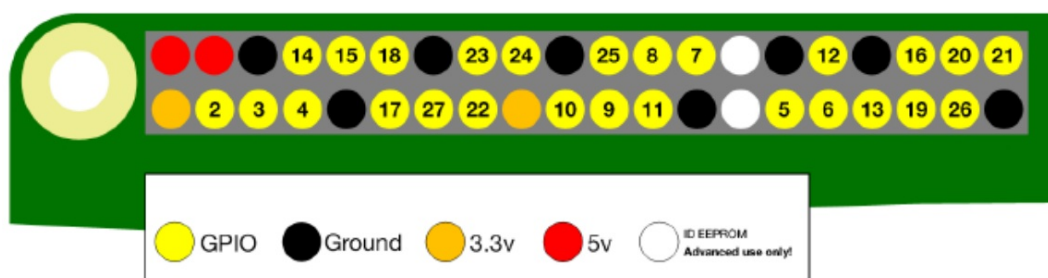 14 15 18 23 24 25 8 7 12 16 20 21
2 3 4 17 27 22 10 9 11 5 6 13 19 26
GPIO Ground 3.3v 5v ID EEPROM
Advanced use only!